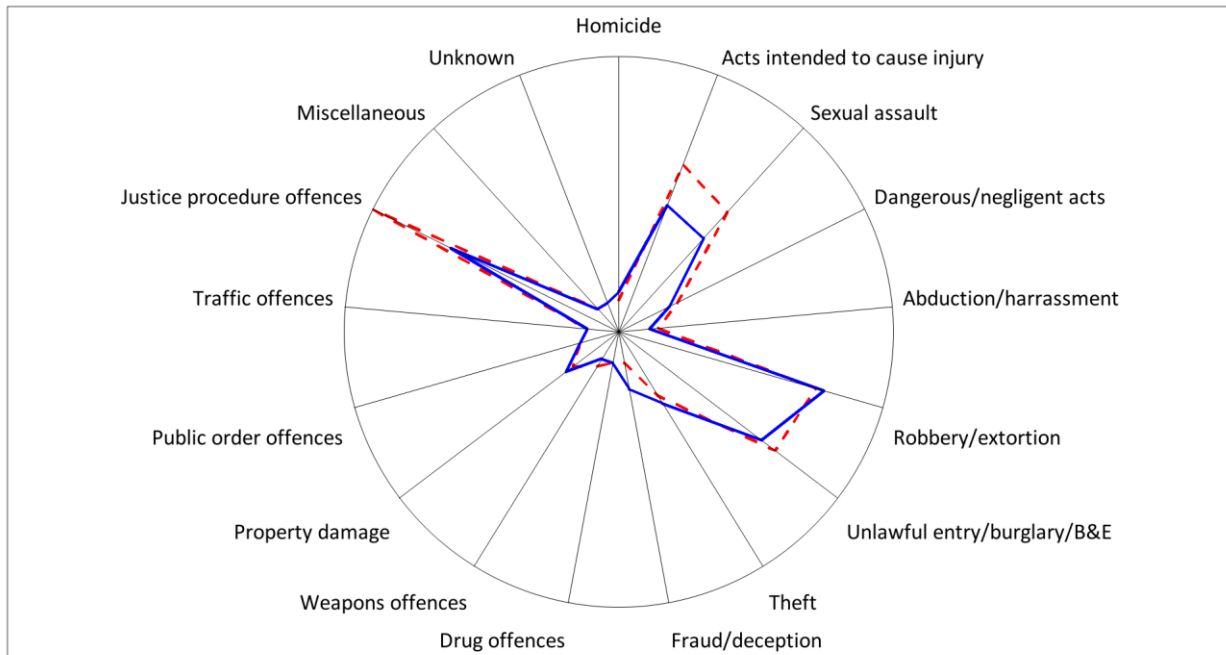 Homicide
Acts intended to cause injury
Sexual assault
Dangerous/negligent acts
Abduction/harrassment
Robbery/extortion
Unlawful entry/burglary/B&E
Theft
Fraud/deception
Drug offences
Weapons offences
Property damage
Public order offences
Traffic offences
Justice procedure offences
Miscellaneous
Unknown